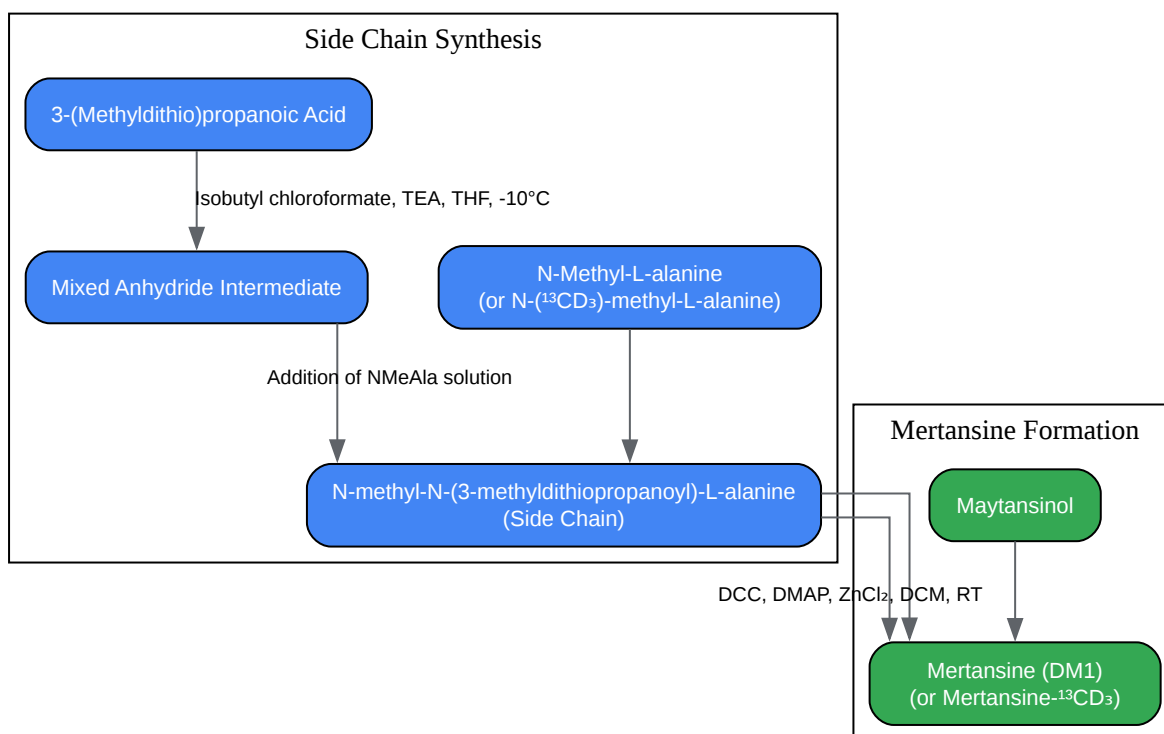 Side Chain Synthesis
3-(Methyldithio)propanoic Acid
Isobutyl chloroformate, TEA, THF, -10°C
Mixed Anhydride Intermediate
N-Methyl-L-alanine
(or N-(¹³CD₃)-methyl-L-alanine)
Addition of NMeAla solution
N-methyl-N-(3-methyldithiopropanoyl)-L-alanine
(Side Chain)
Mertansine Formation
Maytansinol
DCC, DMAP, ZnCl₂, DCM, RT
Mertansine (DM1)
(or Mertansine-¹³CD₃)